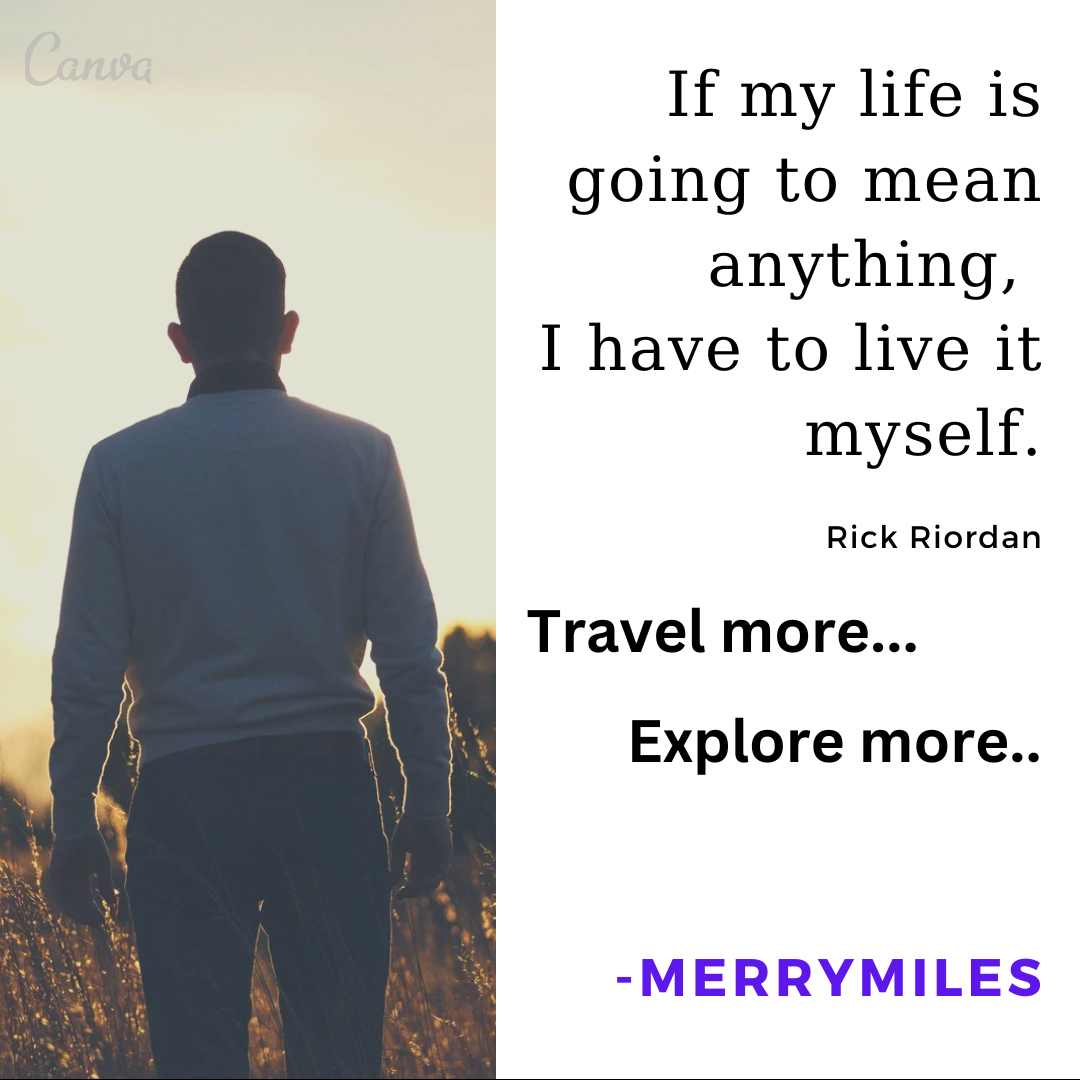 Canva
If my life is
going to mean
anything,
I have to live it
myself.
Rick Riordan
Travel more...
Explore more..
-MERRYMILES